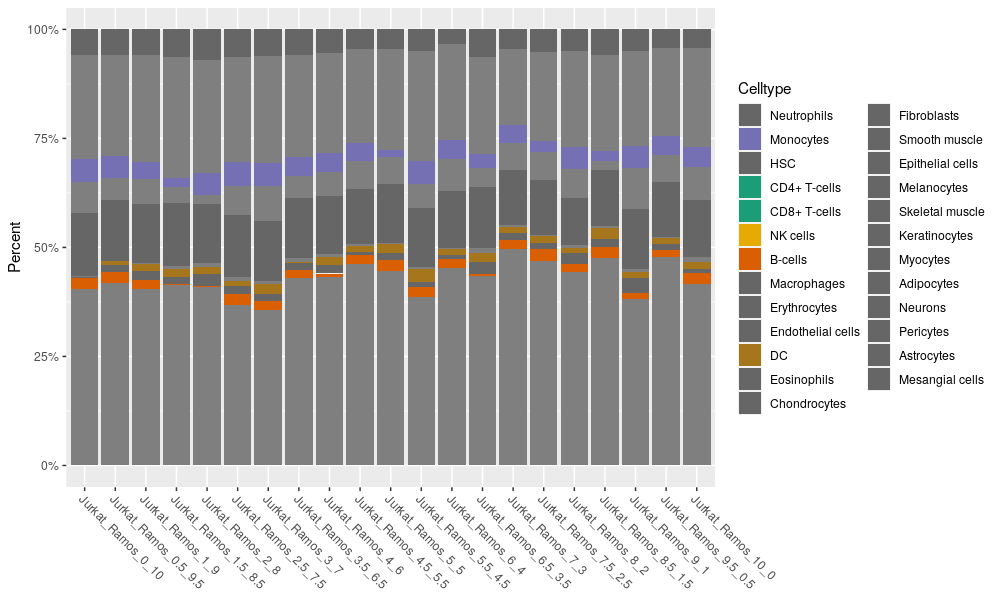 100%
75%
50%
25%
0%
Percent
Jurkat_Ramos_0_10
Jurkat_Ramos_0.5_9.5
Jurkat_Ramos_1_9
Jurkat_Ramos_1.5_8.5
Jurkat_Ramos_2_8
Jurkat_Ramos_2.5_7.5
Jurkat_Ramos_3_7
Jurkat_Ramos_3.5_6.5
Jurkat_Ramos_4_6
Jurkat_Ramos_4.5_5.5
Jurkat_Ramos_5_5
Jurkat_Ramos_5.5_4.5
Jurkat_Ramos_6_4
Jurkat_Ramos_6.5_3.5
Jurkat_Ramos_7_3
Jurkat_Ramos_7.5_2.5
Jurkat_Ramos_8_2
Jurkat_Ramos_8.5_1.5
Jurkat_Ramos_9_1
Jurkat_Ramos_9.5_0.5
Jurkat_Ramos_10_0
Celltype
Neutrophils
Monocytes
HSC
CD4+ T-cells
CD8+ T-cells
NK cells
B-cells
Macrophages
Erythrocytes
Endothelial cells
DC
Eosinophils
Chondrocytes
Fibroblasts
Smooth muscle
Epithelial cells
Melanocytes
Skeletal muscle
Keratinocytes
Myocytes
Adipocytes
Neurons
Pericytes
Astrocytes
Mesangial cells